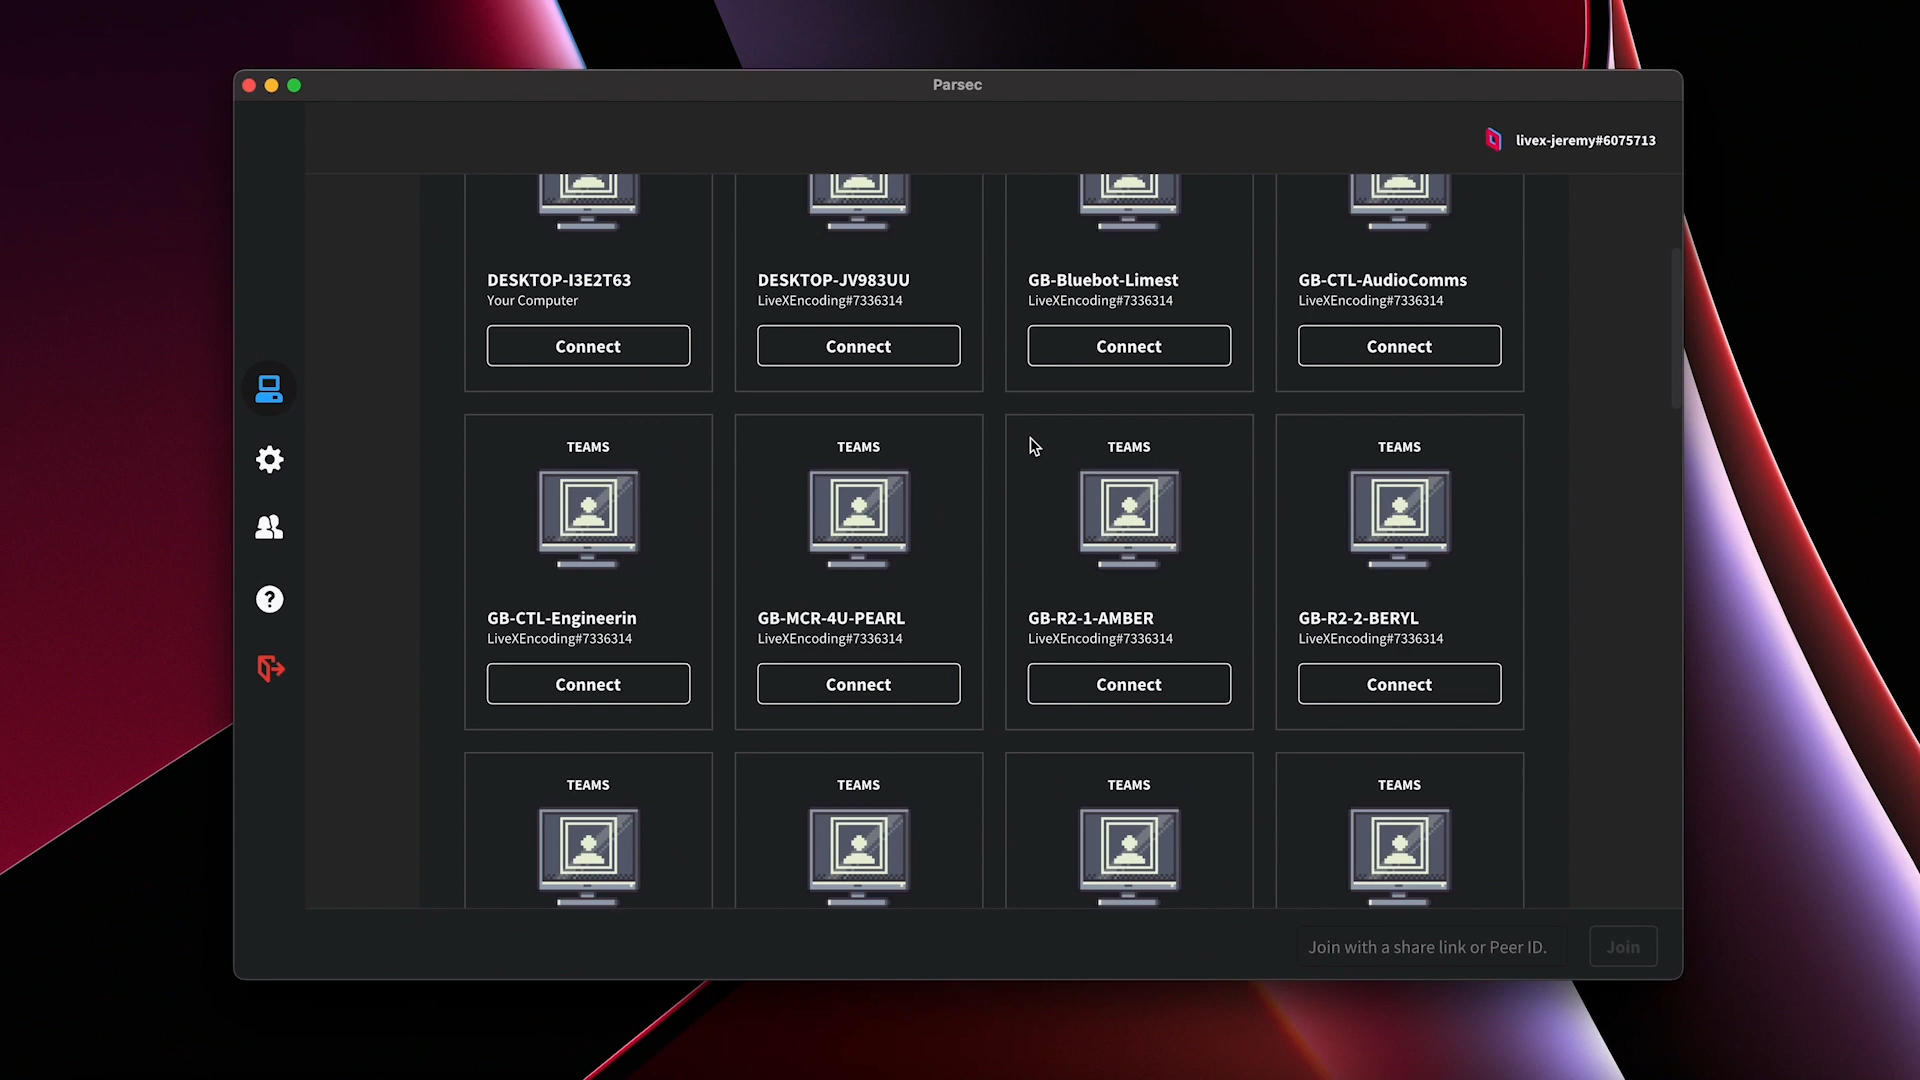 Parsec
livex-jeremy#6075713
DESKTOP-I3E2T63
Your Computer
Connect
DESKTOP-JV983UU
LiveXEncoding#7336314
Connect
GB-Bluebot-Limest
LiveXEncoding#7336314
Connect
GB-CTL-AudioComms
LiveXEncoding#7336314
Connect
TEAMS
GB-CTL-Engineerin
LiveXEncoding#7336314
Connect
TEAMS
GB-MCR-4U-PEARL
LiveXEncoding#7336314
Connect
TEAMS
GB-R2-1-AMBER
LiveXEncoding#7336314
Connect
TEAMS
GB-R2-2-BERYL
LiveXEncoding#7336314
Connect
TEAMS
TEAMS
TEAMS
TEAMS
Join with a share link or Peer ID.
Join